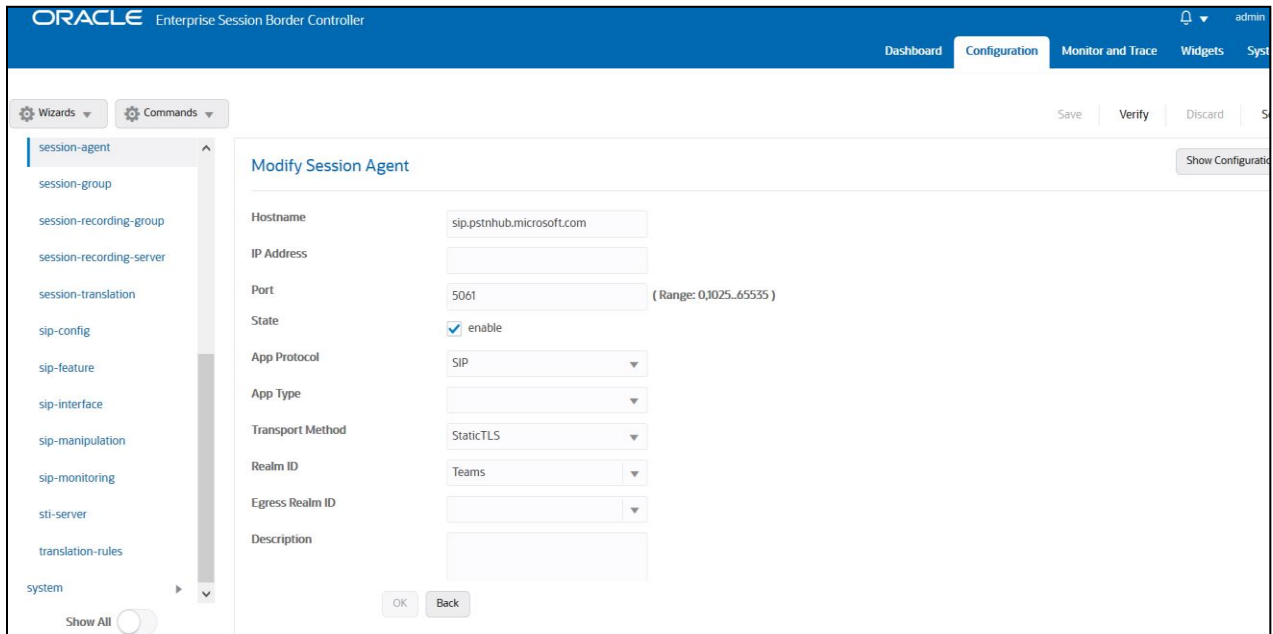 ORACLE Enterprise Session Border Controller
admin
Dashboard Configuration Monitor and Trace Widgets Syst
Wizards Commands
Save Verify Discard
session-agent
session-group
session-recording-group
session-recording-server
session-translation
sip-config
sip-feature
sip-interface
sip-manipulation
sip-monitoring
sti-server
translation-rules
system
Show All
Modify Session Agent
Show Configuratio
Hostname sip.pstnhub.microsoft.com
IP Address
Port 5061 ( Range: 0,1025..65535 )
State enable
App Protocol SIP
App Type
Transport Method StaticTLS
Realm ID Teams
Egress Realm ID
Description
OK Back